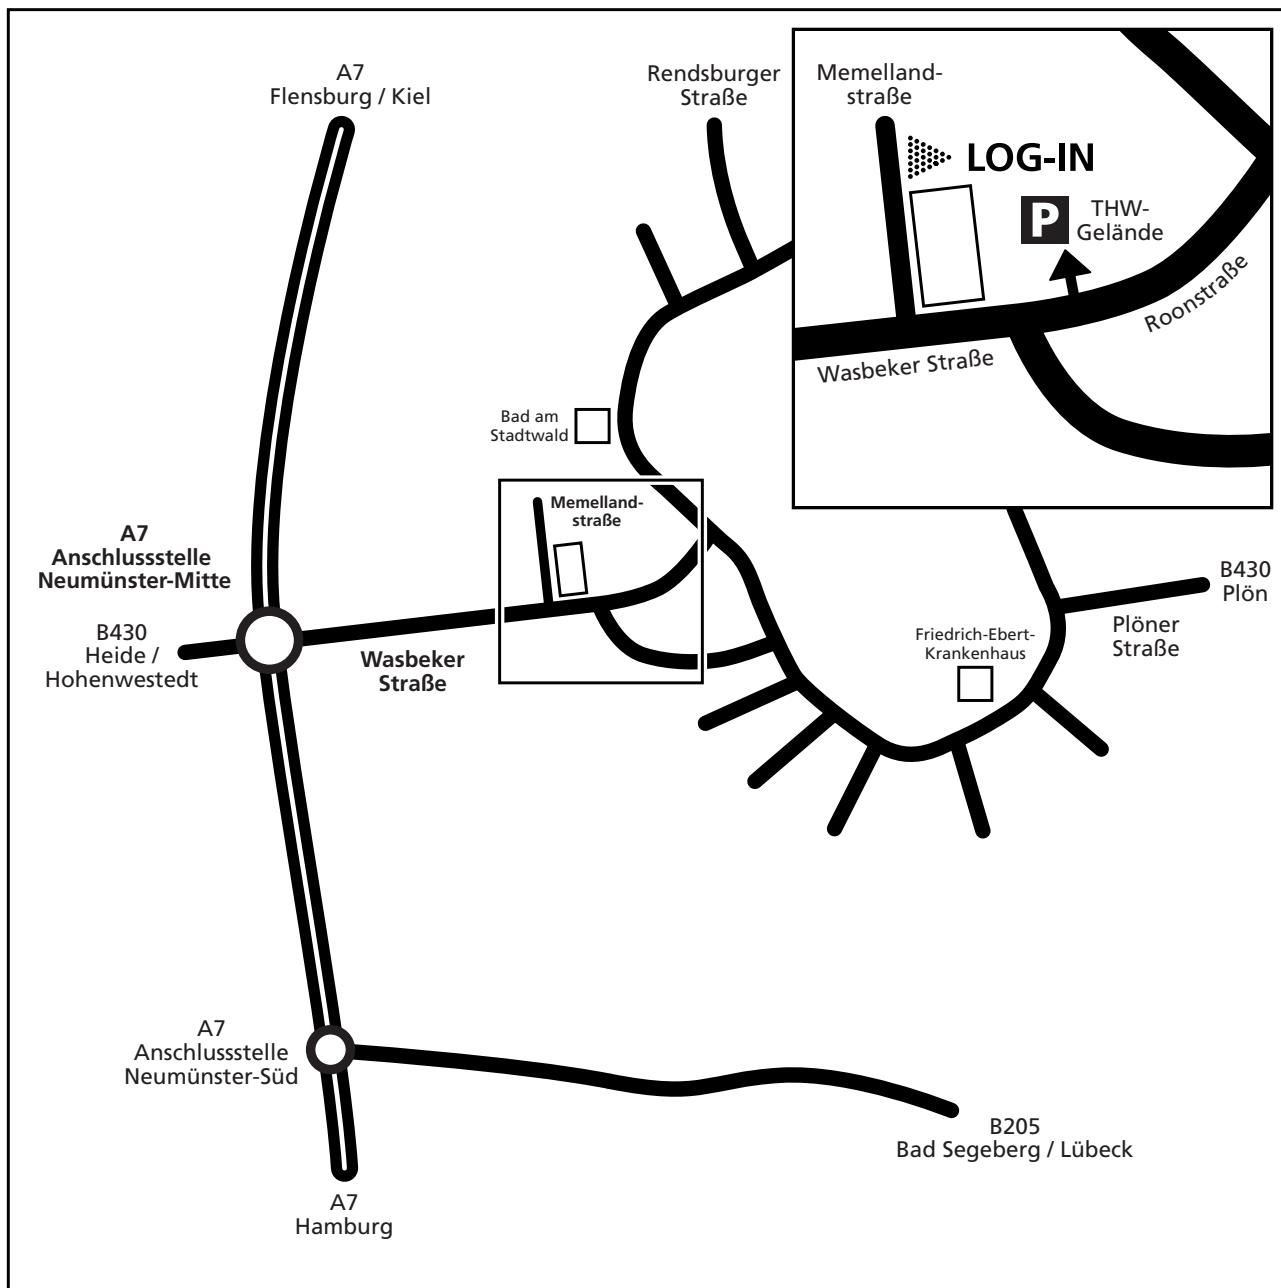 A7
Flensburg / Kiel
Rendsburger
Straße
Memelland-
straße
LOG-IN
P
THW-
Gelände
Roonstraße
Wasbeker Straße
Bad am
Stadtwald
Memelland-
straße
A7
Anschlussstelle
Neumünster-Mitte
B430
Heide /
Hohenwestedt
Wasbeker
Straße
Friedrich-Ebert-
Krankenhaus
B430
Plön
Plöner
Straße
A7
Anschlussstelle
Neumünster-Süd
B205
Bad Segeberg / Lübeck
A7
Hamburg